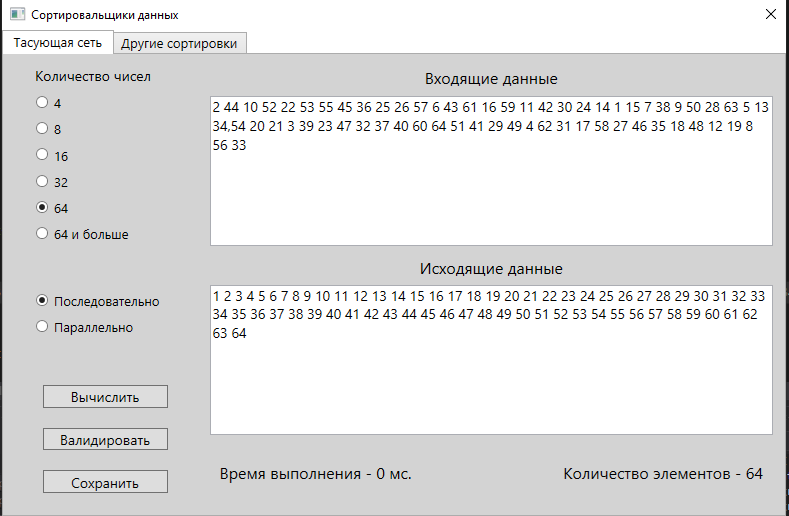 Сортировальщики данных
Тасующая сеть
Другие сортировки
Количество чисел
4
8
16
32
64
64 и больше
Последовательно
Параллельно
Вычислить
Валидировать
Сохранить
Входящие данные
2 44 10 52 22 53 55 45 36 25 26 57 6 43 61 16 59 11 42 30 24 14 1 15 7 38 9 50 28 63 5 13
34,54 20 21 3 39 23 47 32 37 40 60 64 51 41 29 49 4 62 31 17 58 27 46 35 18 48 12 19 8
56 33
Исходящие данные
1 2 3 4 5 6 7 8 9 10 11 12 13 14 15 16 17 18 19 20 21 22 23 24 25 26 27 28 29 30 31 32 33
34 35 36 37 38 39 40 41 42 43 44 45 46 47 48 49 50 51 52 53 54 55 56 57 58 59 60 61 62
63 64
Время выполнения - 0 мс.
Количество элементов - 64